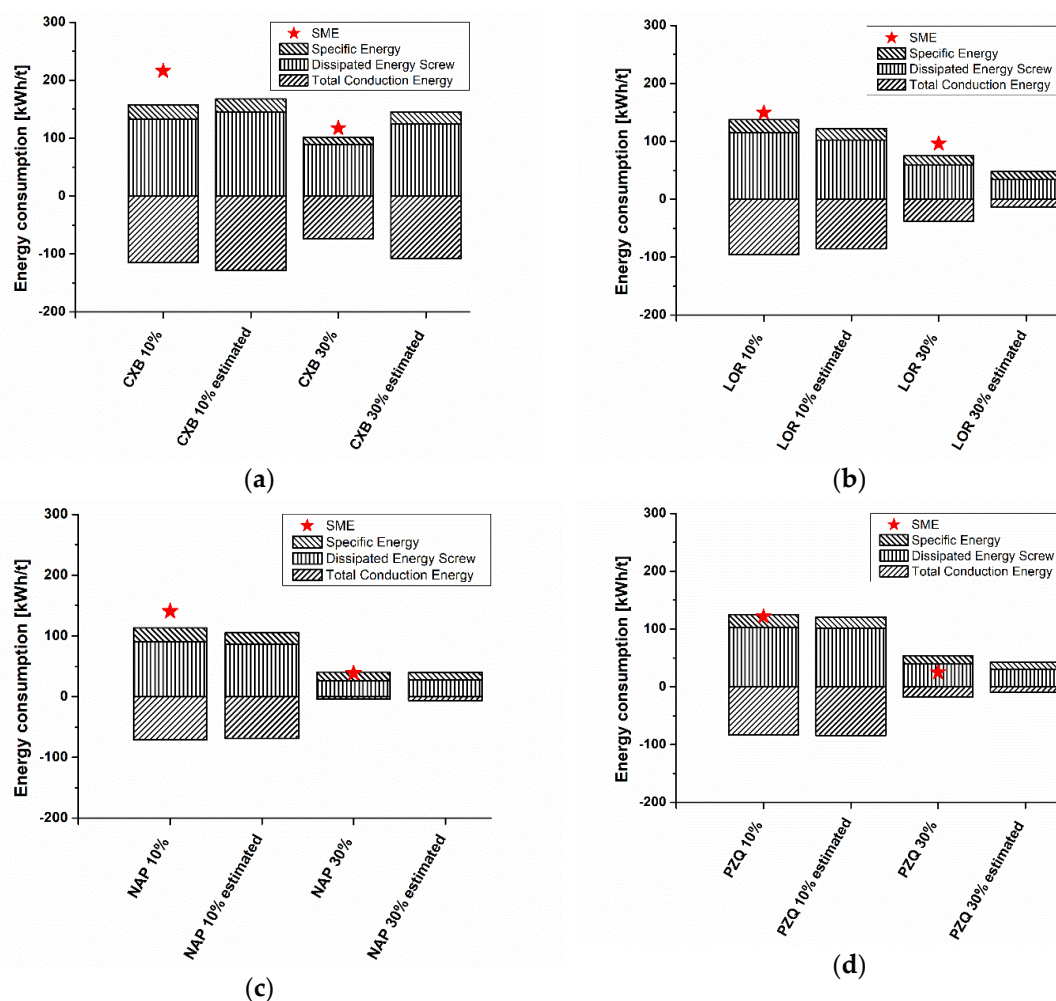 300
200
100
0
-100
-200
Energy consumption [kWh/t]
SME
Specific Energy
Dissipated Energy Screw
Total Conduction Energy
CXB 10%
CXB 10% estimated
CXB 30%
CXB 30% estimated
(a)
300
200
100
0
-100
-200
Energy consumption [kWh/t]
SME
Specific Energy
Dissipated Energy Screw
Total Conduction Energy
LOR 10%
LOR 10% estimated
LOR 30%
LOR 30% estimated
(b)
300
200
100
0
-100
-200
Energy consumption [kWh/t]
SME
Specific Energy
Dissipated Energy Screw
Total Conduction Energy
NAP 10%
NAP 10% estimated
NAP 30%
NAP 30% estimated
(c)
300
200
100
0
-100
-200
Energy consumption [kWh/t]
SME
Specific Energy
Dissipated Energy Screw
Total Conduction Energy
PZQ 10%
PZQ 10% estimated
PZQ 30%
PZQ 30% estimated
(d)